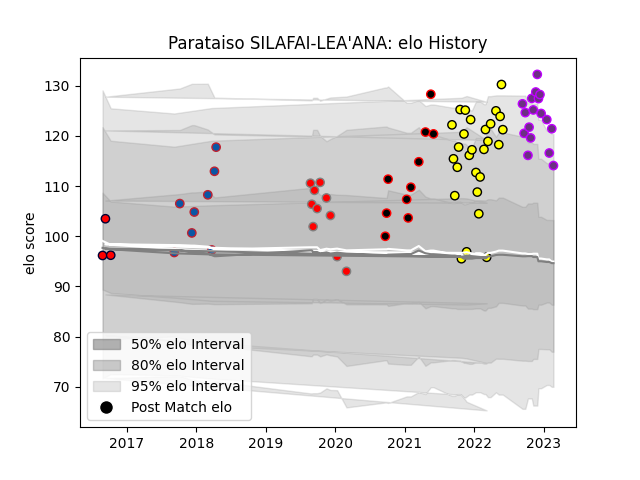 Parataiso SILAFAI-LEA'ANA: elo History
elo score
130
120
110
100
90
80
70
50% elo Interval
80% elo Interval
95% elo Interval
Post Match elo
2017 2018 2019 2020 2021 2022 2023